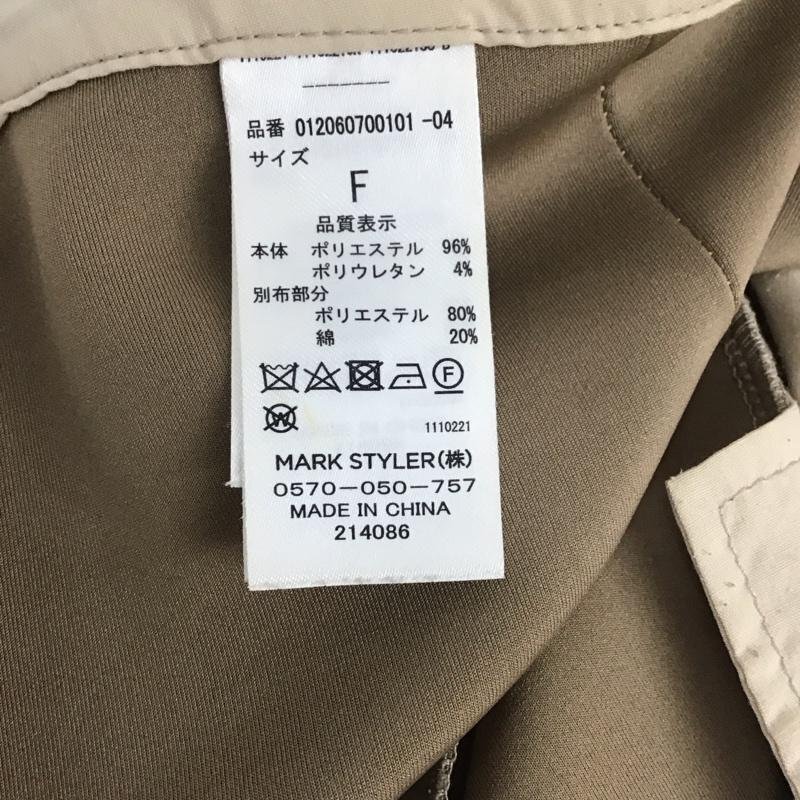 品番 012060700101 -04
サイズ
F
品質表示
本体 ポリエステル 96%
ポリウレタン 4%
別布部分
ポリエステル 80%
綿 20%
F
W
1110221
MARK STYLER(株)
0570-050-757
MADE IN CHINA
214086